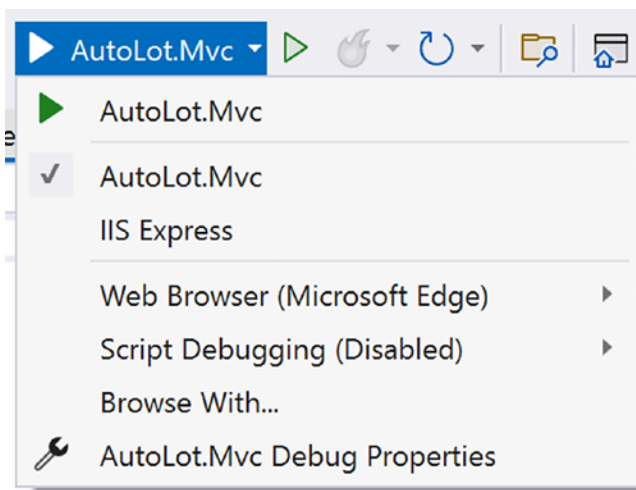 AutoLot.Mvc
AutoLot.Mvc
e
AutoLot.Mvc
IIS Express
Web Browser (Microsoft Edge)
Script Debugging (Disabled)
Browse With...
AutoLot.Mvc Debug Properties